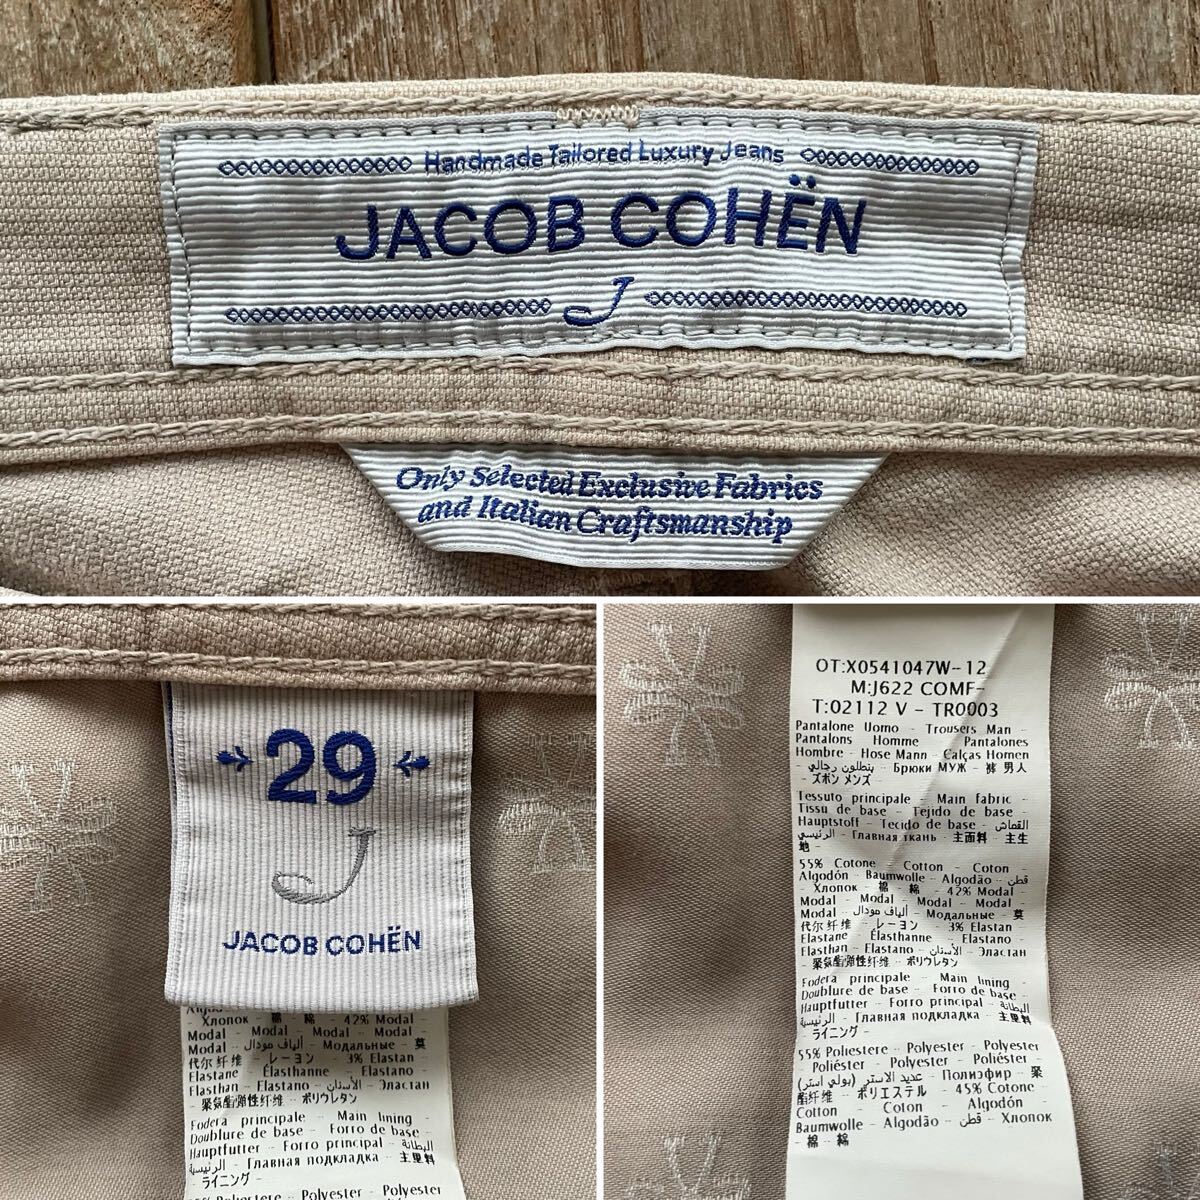 Handmade Tailored Luxury Jeans
JACOB COHËN
J
Only Selected Exclusive Fabrics
and Italian Craftsmanship
29
J
JACOB COHËN
- Хлопок - 棉 綿 - 42% Modal
Modal - Modal - Modal - Modal
Modal - ألياف مودال - Модальные - 莫
代尔纤维 - レーヨン - 3% Elastan
Elastane Élasthanne Elastano
Elasthan - Elastano - الأستان - Эластан
- 聚氨酯弹性纤维 - ポリウレタン
Fodera principale - Main lining
Doublure de base - Forro de base -
Hauptfutter - Forro principal - البطانة
الرئيسية - Главная подкладка - 主里料
- ライニング -
55% Poliestere - Polyester - Polyester
OT:X0541047W-12
M:J622 COMF-
T:02112 V - TR0003
Pantalone Uomo - Trousers Man -
Pantalons Homme Pantalones
Hombre - Hose Mann - Calças Homen
- بنطلون رجالي - Брюки МУЖ - 裤 男人
- ズボン メンズ
Tessuto principale - Main fabric -
Tissu de base - Tejido de base -
Hauptstoff - Tecido de base - القماش
الرئيسي - Главная ткань - 主面料 - 主生
地 -
55% Cotone - Cotton - Coton -
Algodón - Baumwolle - Algodão - قطن
- Хлопок - 棉 綿 - 42% Modal
Modal Modal Modal Modal
Modal ألياف مودال - Модальные - 莫
代尔纤维 - レーヨン - 3% Elastan
Elastane Élasthanne Elastano
Elasthan - Elastano - الأستان - Эластан
- 聚氨酯弹性纤维 - ポリウレタン
Fodera principale - Main lining
Doublure de base - Forro de base -
Hauptfutter - Forro principal - البطانة
الرئيسية - Главная подкладка - 主里料
- ライニング -
55% Poliestere - Polyester - Polyester
- Poliéster - Polyester - Poliéster -
عديد الاستر (بولي استر) - Полиэфир - 聚
酯纤维 - ポリエステル - 45% Cotone -
Cotton - Coton - Algodón -
Baumwolle - Algodão - قطن - Хлопок
- 棉 - 綿